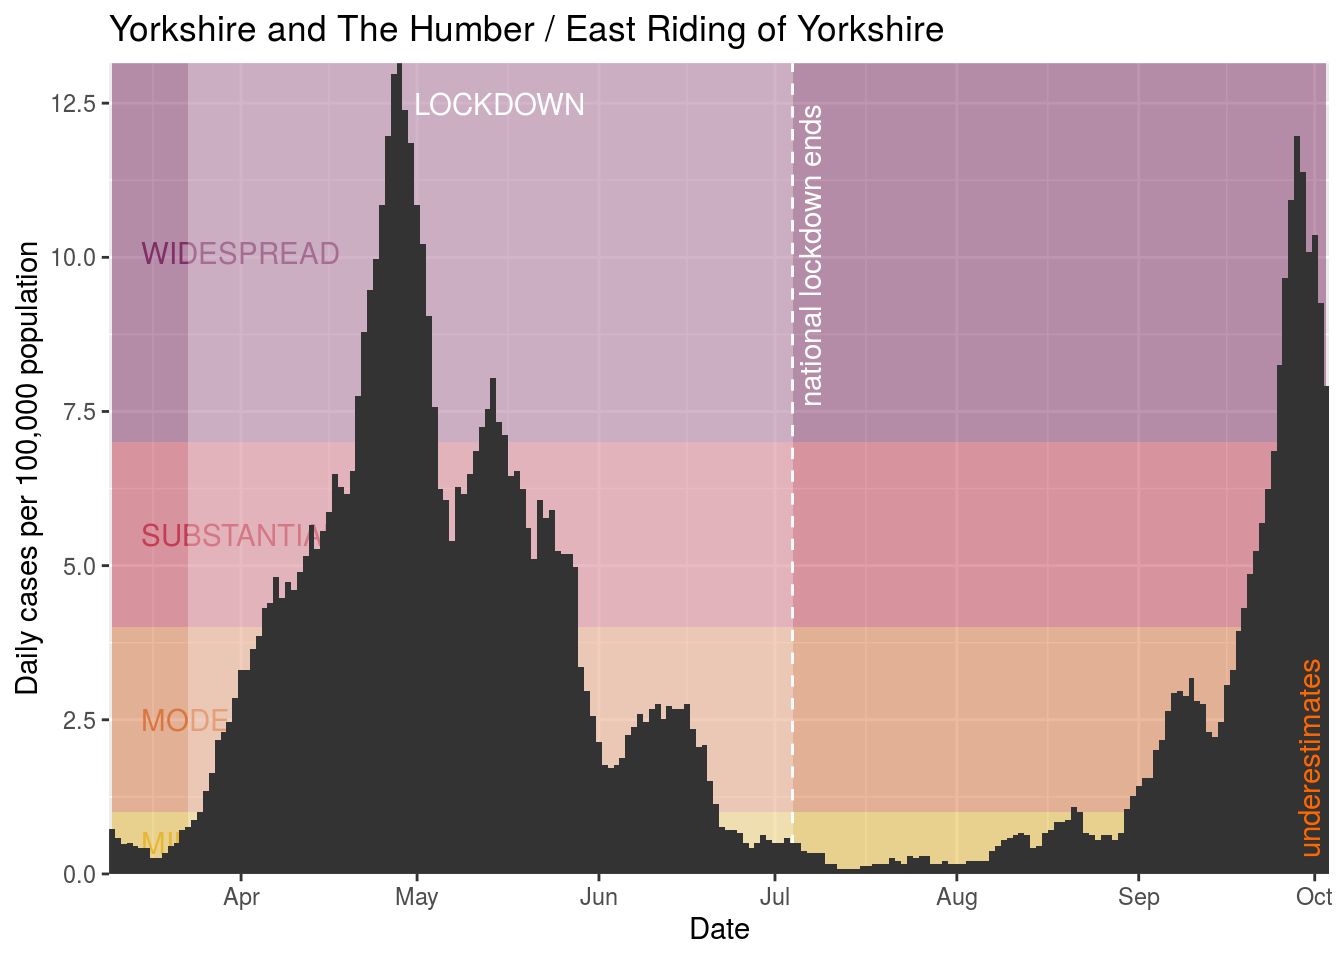 Yorkshire and The Humber / East Riding of Yorkshire
Daily cases per 100,000 population
12.5
10.0
7.5
5.0
2.5
0.0
LOCKDOWN
WIDESPREAD
SUBSTANTIA
MODE
MI
national lockdown ends
underestimates
Apr
May
Jun
Jul
Aug
Sep
Oct
Date